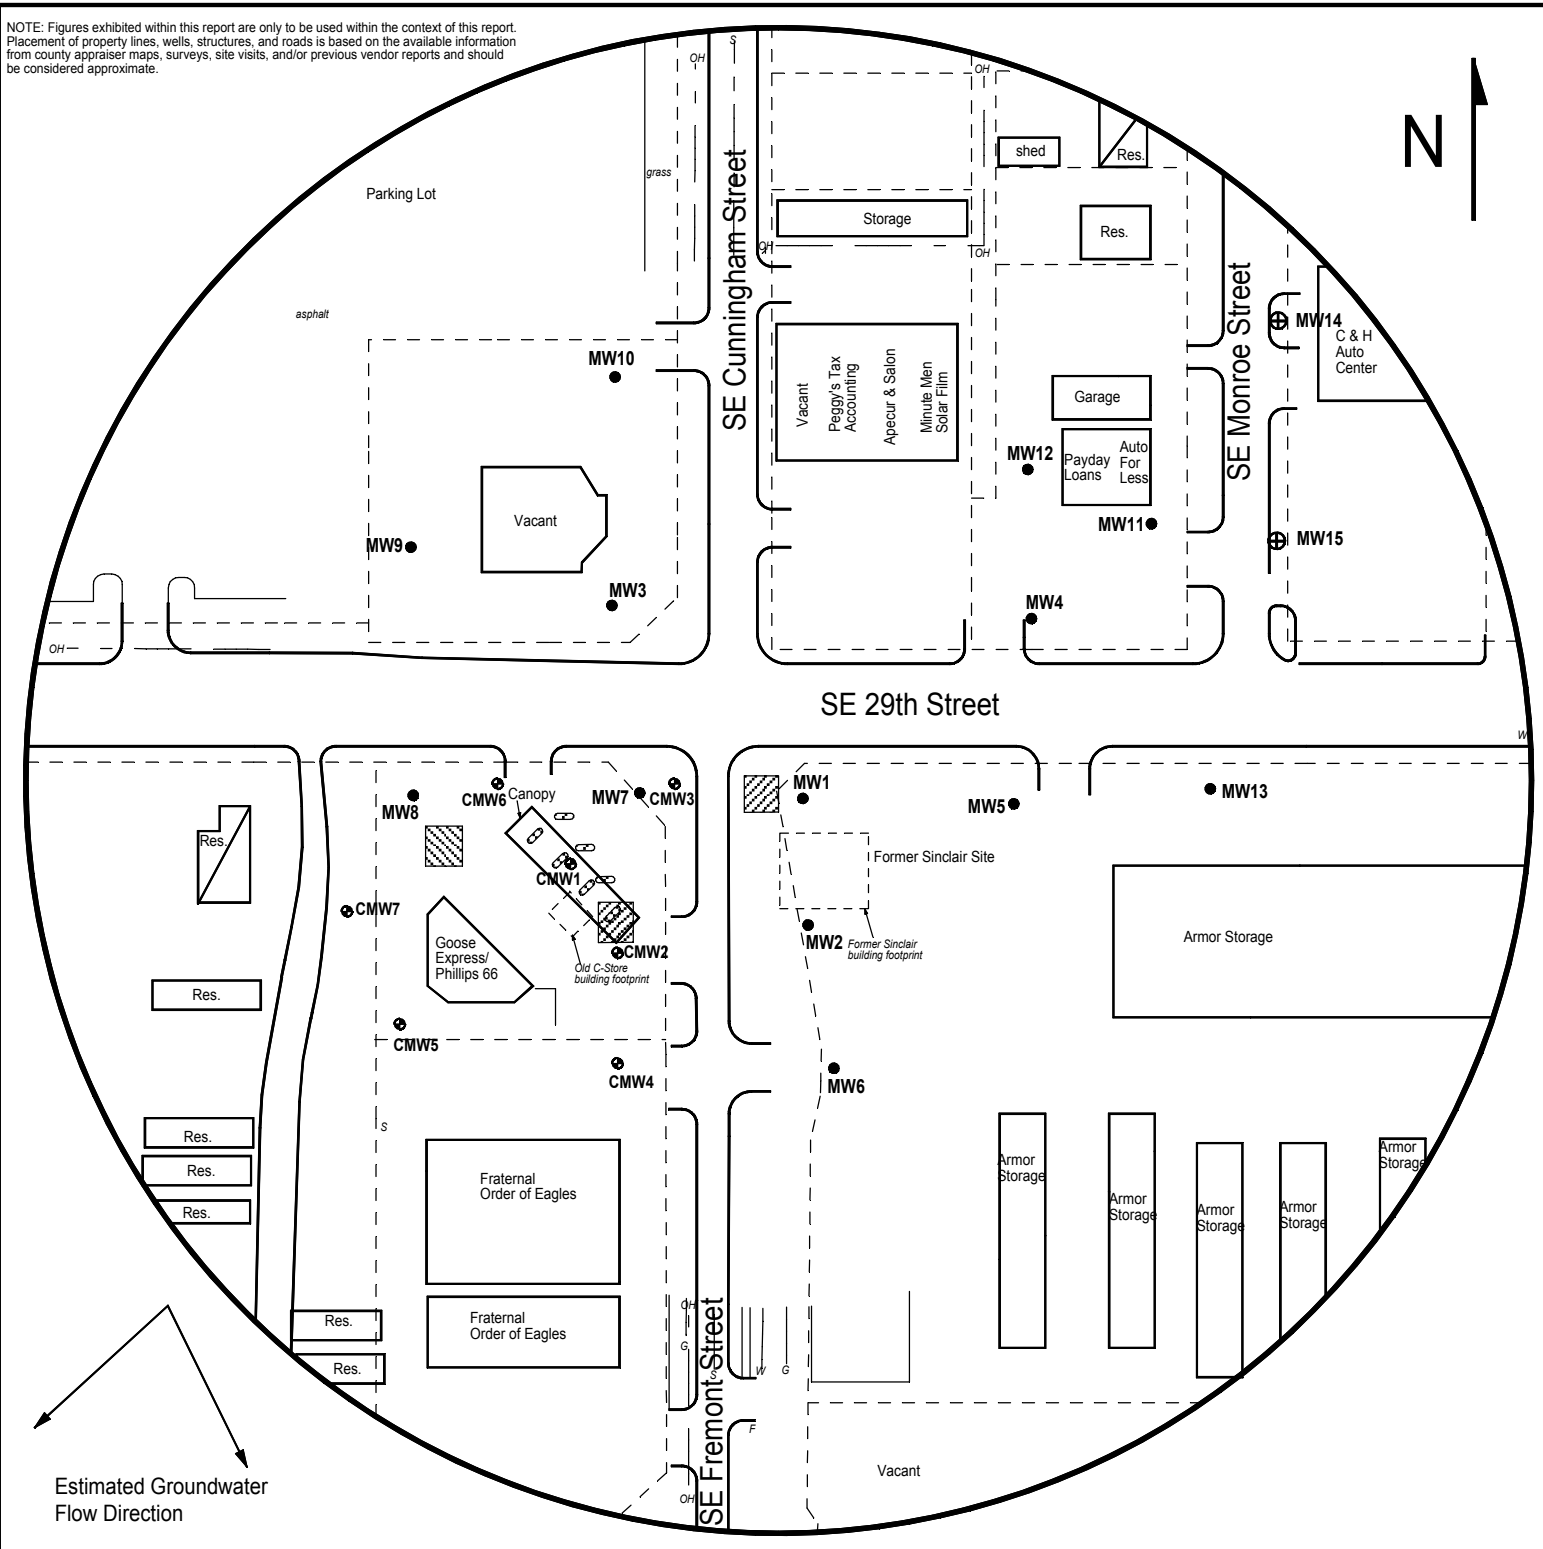 NOTE: Figures exhibited within this report are only to be used within the context of this report.
Placement of property lines, wells, structures, and roads is based on the available information
from county appraiser maps, surveys, site visits, and/or previous vendor reports and should
be considered approximate.
N
S
OH
OH
shed
Res.
Parking Lot
grass
SE Cunningham Street
Storage
Res.
OH
OH
SE Monroe Street
asphalt
MW14
C & H
Auto
Center
MW10
Vacant
Peggy's Tax
Accounting
Apecur & Salon
Minute Men
Solar Film
Garage
MW12
Payday
Loans
Auto
For
Less
Vacant
MW11
MW15
MW9
MW3
MW4
OH
SE 29th Street
W
MW8
CMW6
Canopy
MW7
CMW3
MW1
MW5
MW13
Res.
Former Sinclair Site
CMW1
CMW7
Goose
Express/
Phillips 66
CMW2
Old C-Store
building footprint
MW2
Former Sinclair
building footprint
Armor Storage
Res.
CMW5
CMW4
MW6
S
Res.
Res.
Res.
Fraternal
Order of Eagles
Armor
Storage
Armor
Storage
Armor
Storage
Armor
Storage
Armor
Storage
Fraternal
Order of Eagles
Res.
Res.
OH
G
SE Fremont Street
S
W
G
F
OH
Vacant
Estimated Groundwater
Flow Direction